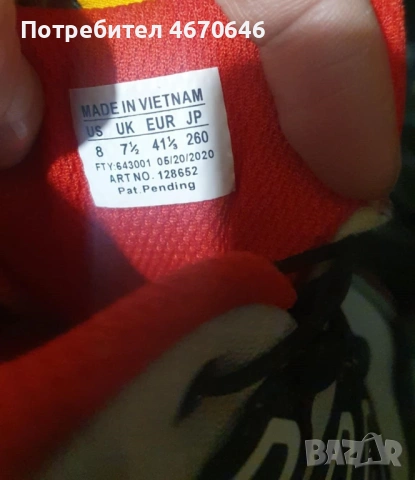 Потребител 4670646
MADE IN VIETNAM
US UK EUR JP
8 7½ 41⅓ 260
FTY:643001 05/20/2020
ART NO. 128652
Pat.Pending
BAZAR